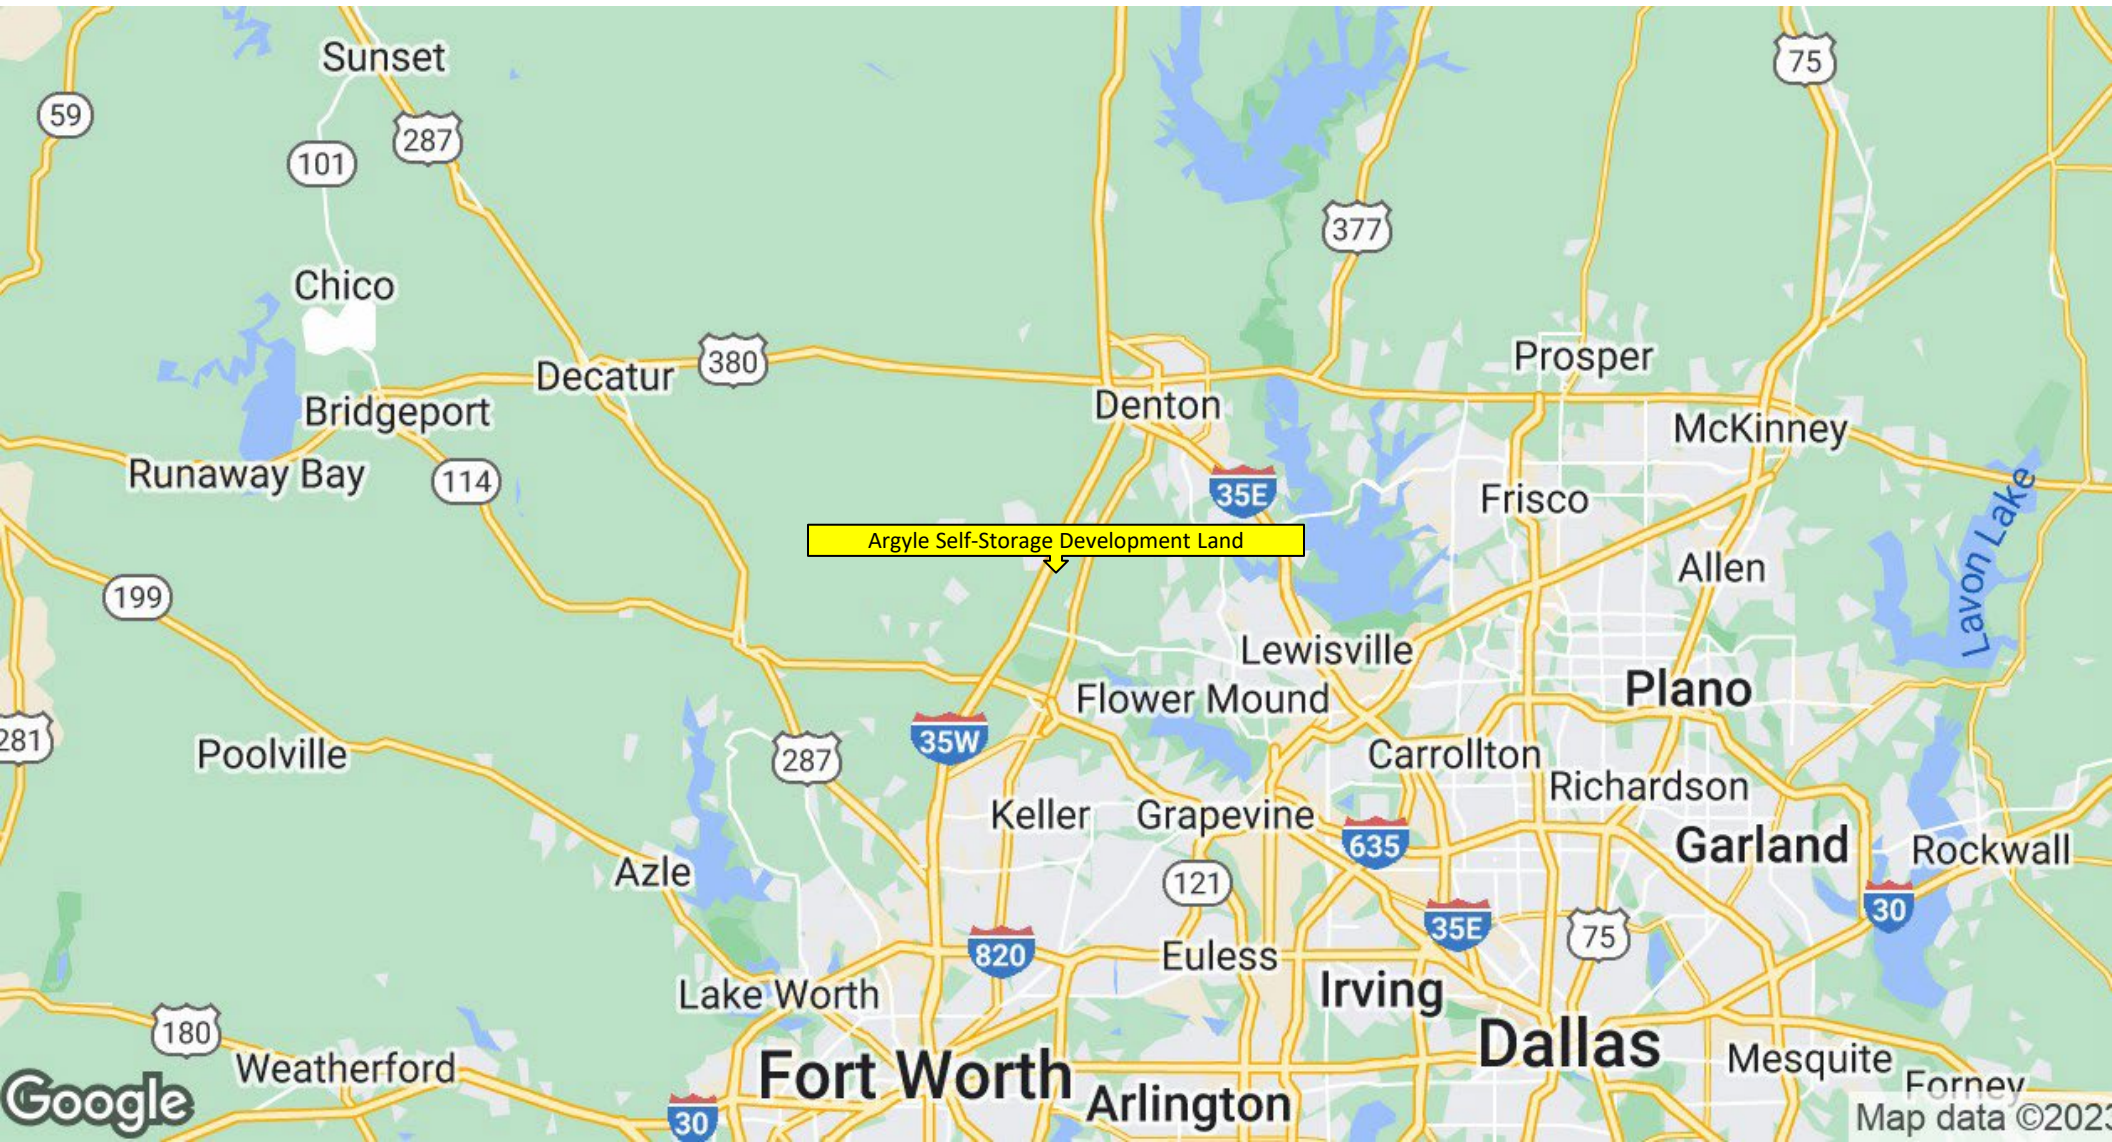 Sunset
75
59
287
101
377
Chico
Prosper
380
Decatur
Denton
Bridgeport
McKinney
Runaway Bay
114
35E
Frisco
Lavon Lake
Argyle Self-Storage Development Land
Allen
199
Lewisville
Plano
Flower Mound
281
35W
Poolville
287
Carrollton
Richardson
Keller
Grapevine
635
Garland
Rockwall
Azle
121
30
35E
75
820
Euless
Lake Worth
Irving
180
Dallas
Weatherford
Fort Worth
Mesquite
Forney
Google
Arlington
30
Map data ©2023